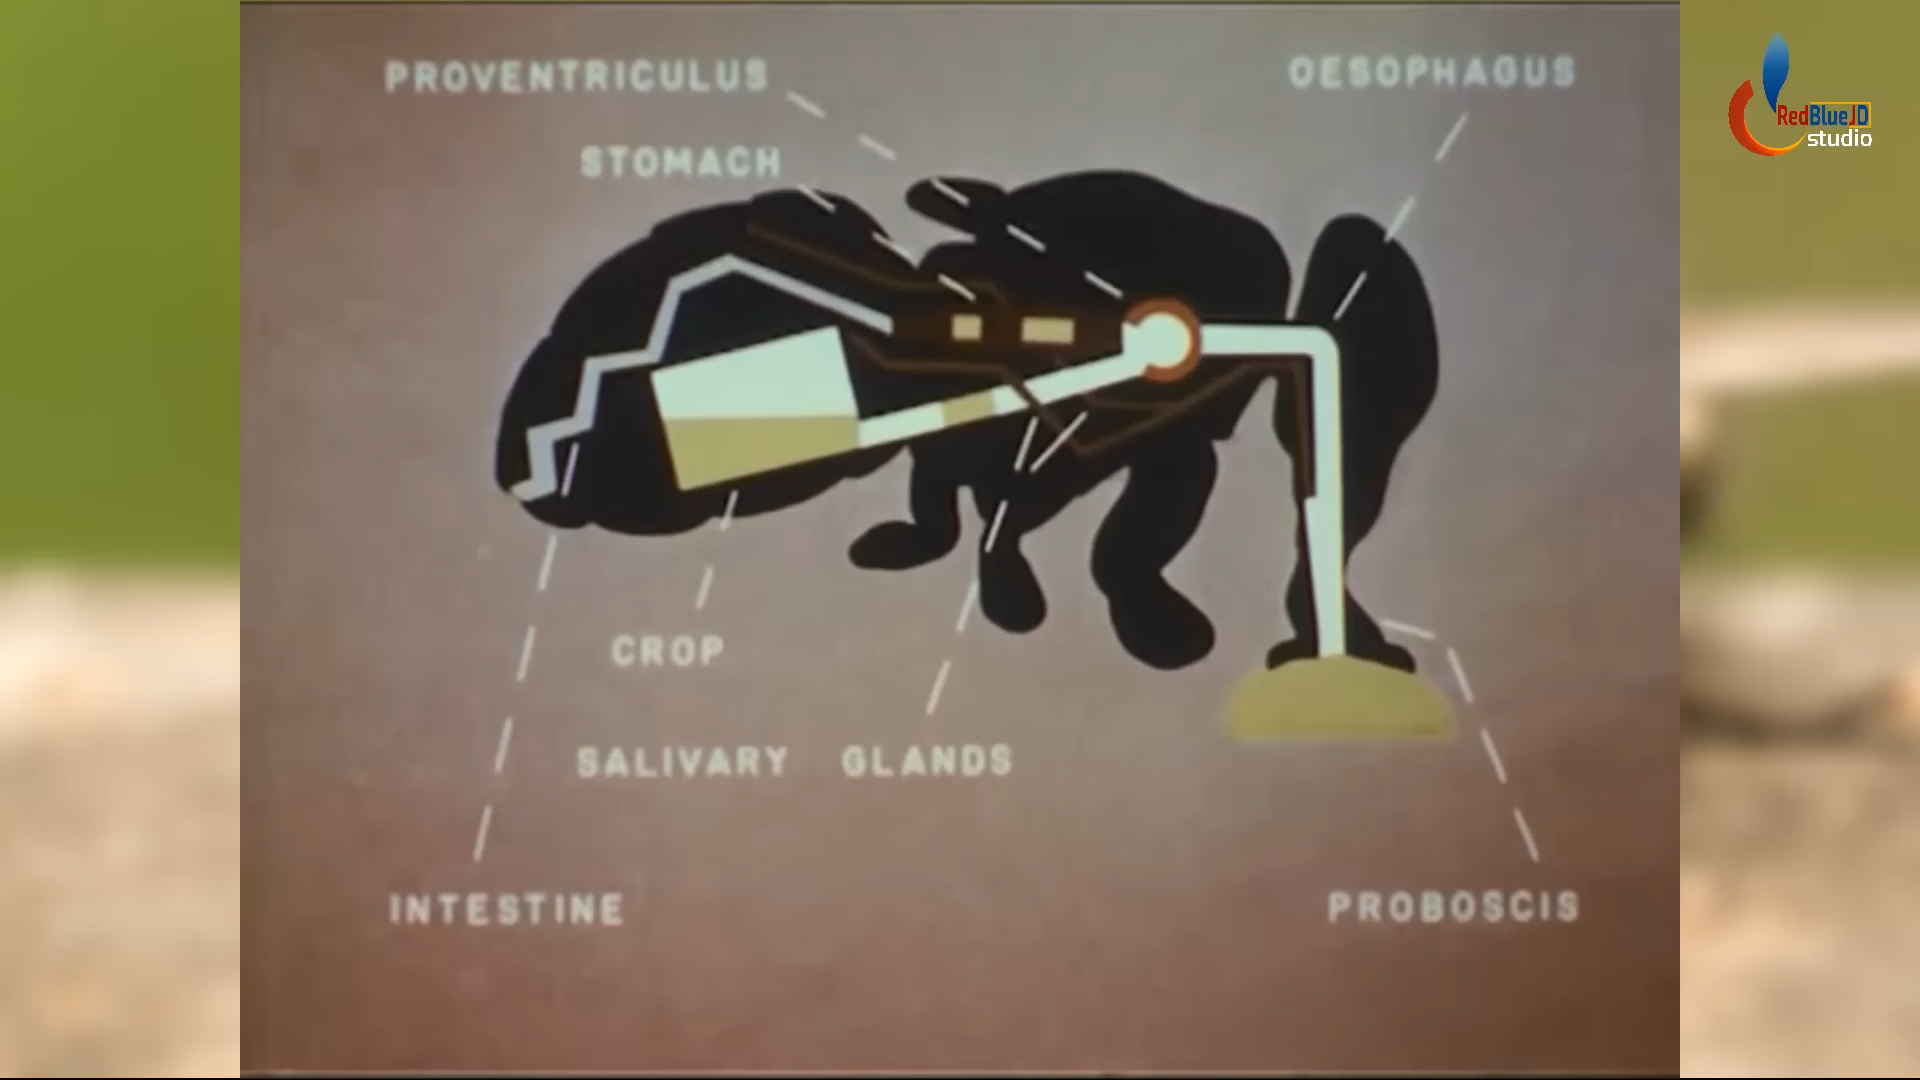 PROVENTRICULUS
OESOPHAGUS
STOMACH
CROP
SALIVARY GLANDS
INTESTINE
PROBOSCIS
RedBlueJD
studio